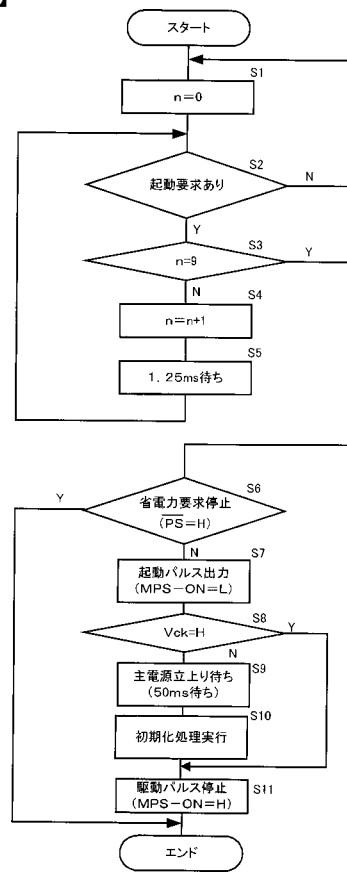 】
スタート
S1
n=0
S2
起動要求あり
N
Y
S3
n=9
Y
N
S4
n=n+1
S5
1.25ms待ち
S6
Y
省電力要求停止
(PS=H)
N
S7
起動パルス出力
(MPS-ON=L)
S8
Vck=H
Y
N
S9
主電源立上り待ち
(50ms待ち)
S10
初期化処理実行
S11
駆動パルス停止
(MPS-ON=H)
エンド